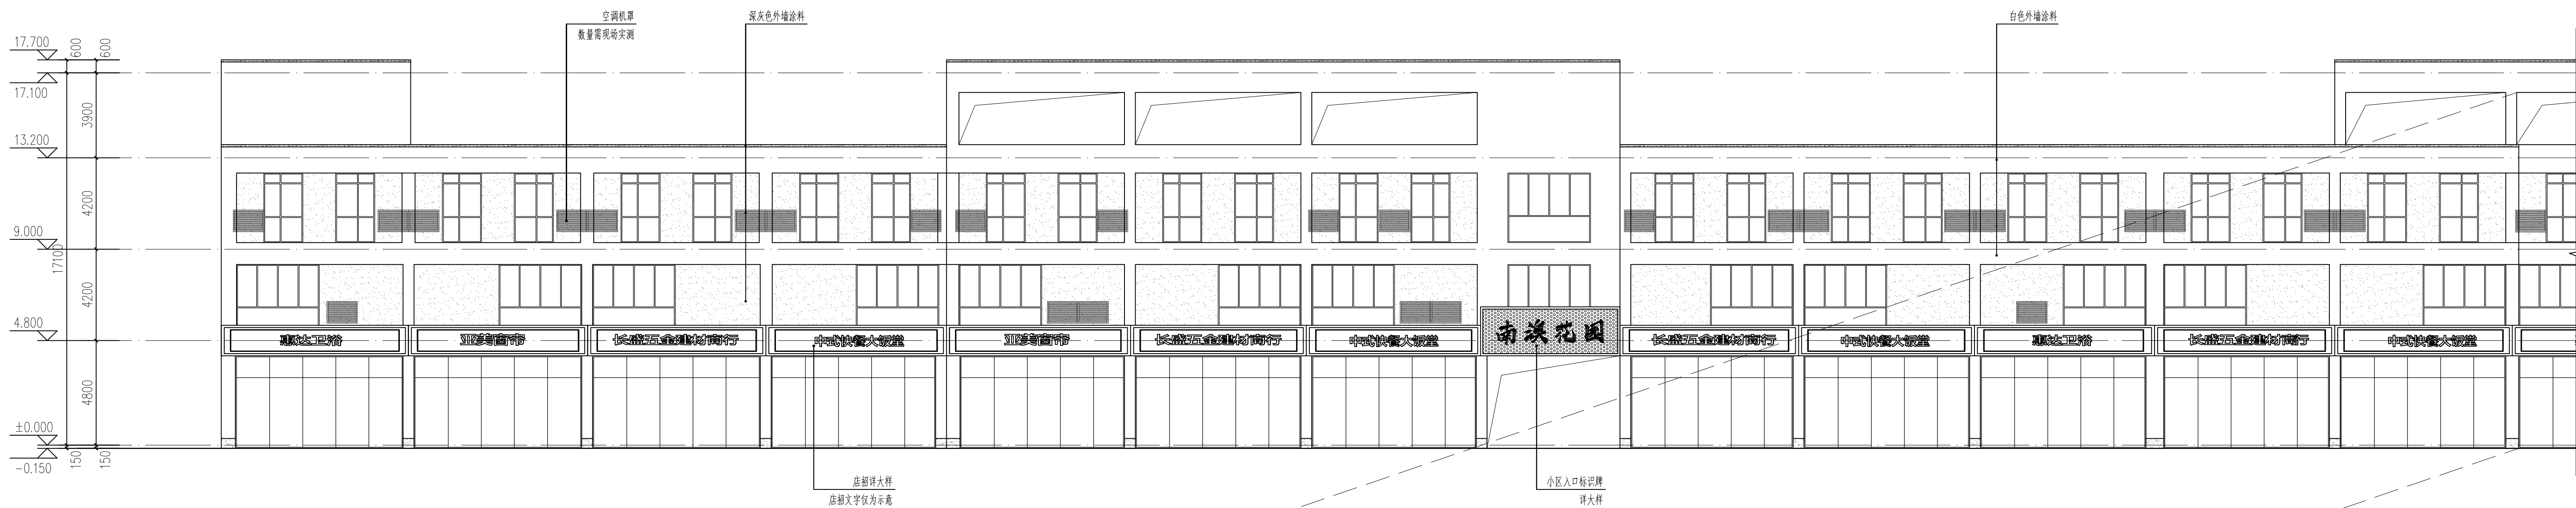 空调机罩
数量需现场实测
深灰色外墙涂料
白色外墙涂料
17.700
600
600
17.100
3900
13.200
4200
9.000
17100
4200
4.800
4800
±0.000
150
150
-0.150
惠达卫浴
亚美窗帘
长盛五金建材商行
中式快餐大饭堂
亚美窗帘
长盛五金建材商行
中式快餐大饭堂
南溪花园
长盛五金建材商行
中式快餐大饭堂
惠达卫浴
长盛五金建材商行
中式快餐大饭堂
店招详大样
店招文字仅为示意
小区入口标识牌
详大样